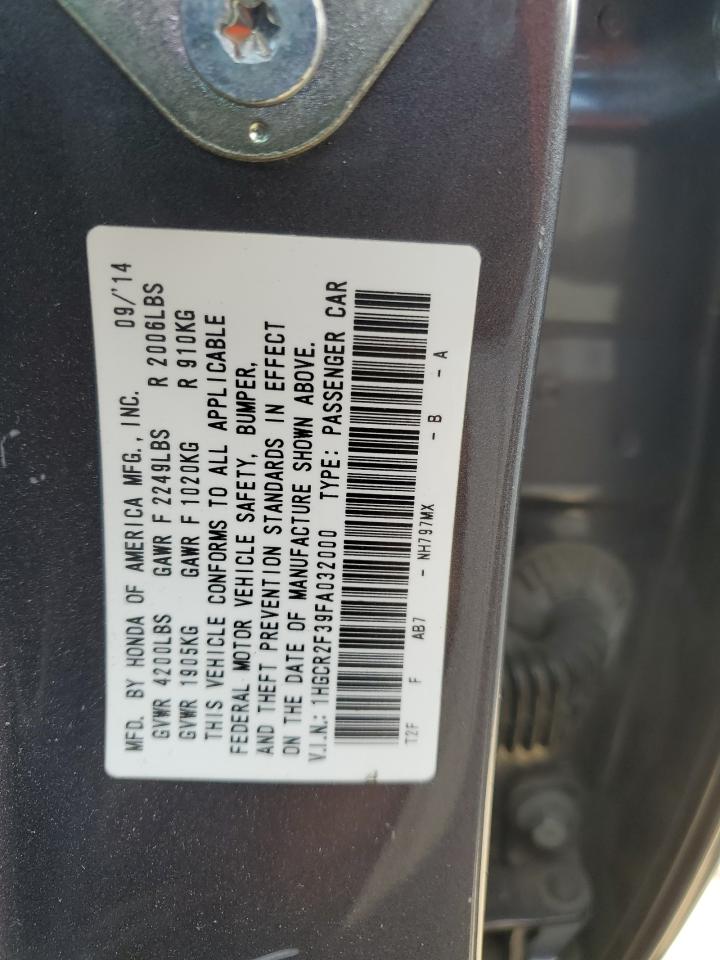 MFD. BY HONDA OF AMERICA MFG., INC. 09/'14
GVWR 4200LBS GAWR F 2249LBS R 2006LBS
GVWR 1905KG GAWR F 1020KG R 910KG
THIS VEHICLE CONFORMS TO ALL APPLICABLE
FEDERAL MOTOR VEHICLE SAFETY, BUMPER,
AND THEFT PREVENTION STANDARDS IN EFFECT
ON THE DATE OF MANUFACTURE SHOWN ABOVE.
V.I.N.: 1HGCR2F39FA032000 TYPE: PASSENGER CAR
T2F F AB7 - NH797MX - B - A